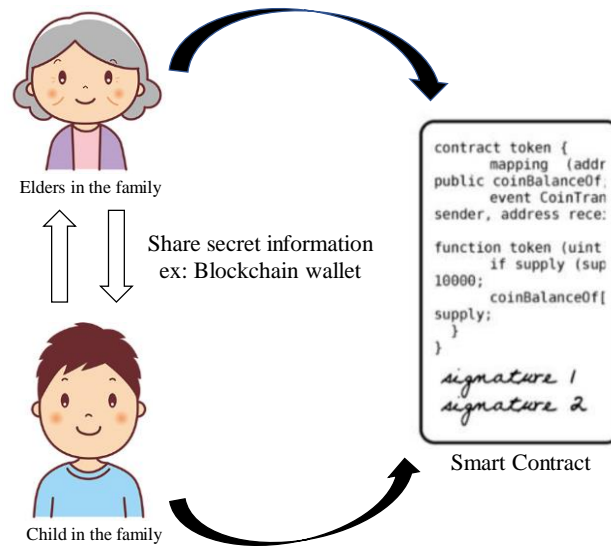 Elders in the family
Share secret information
ex: Blockchain wallet
Child in the family
contract token {
mapping (addr
public coinBalanceOf;
event CoinTran
sender, address recei
function token (uint
if supply (sup
10000;
coinBalanceOf[
supply;
}
}
signature 1
signature 2
Smart Contract